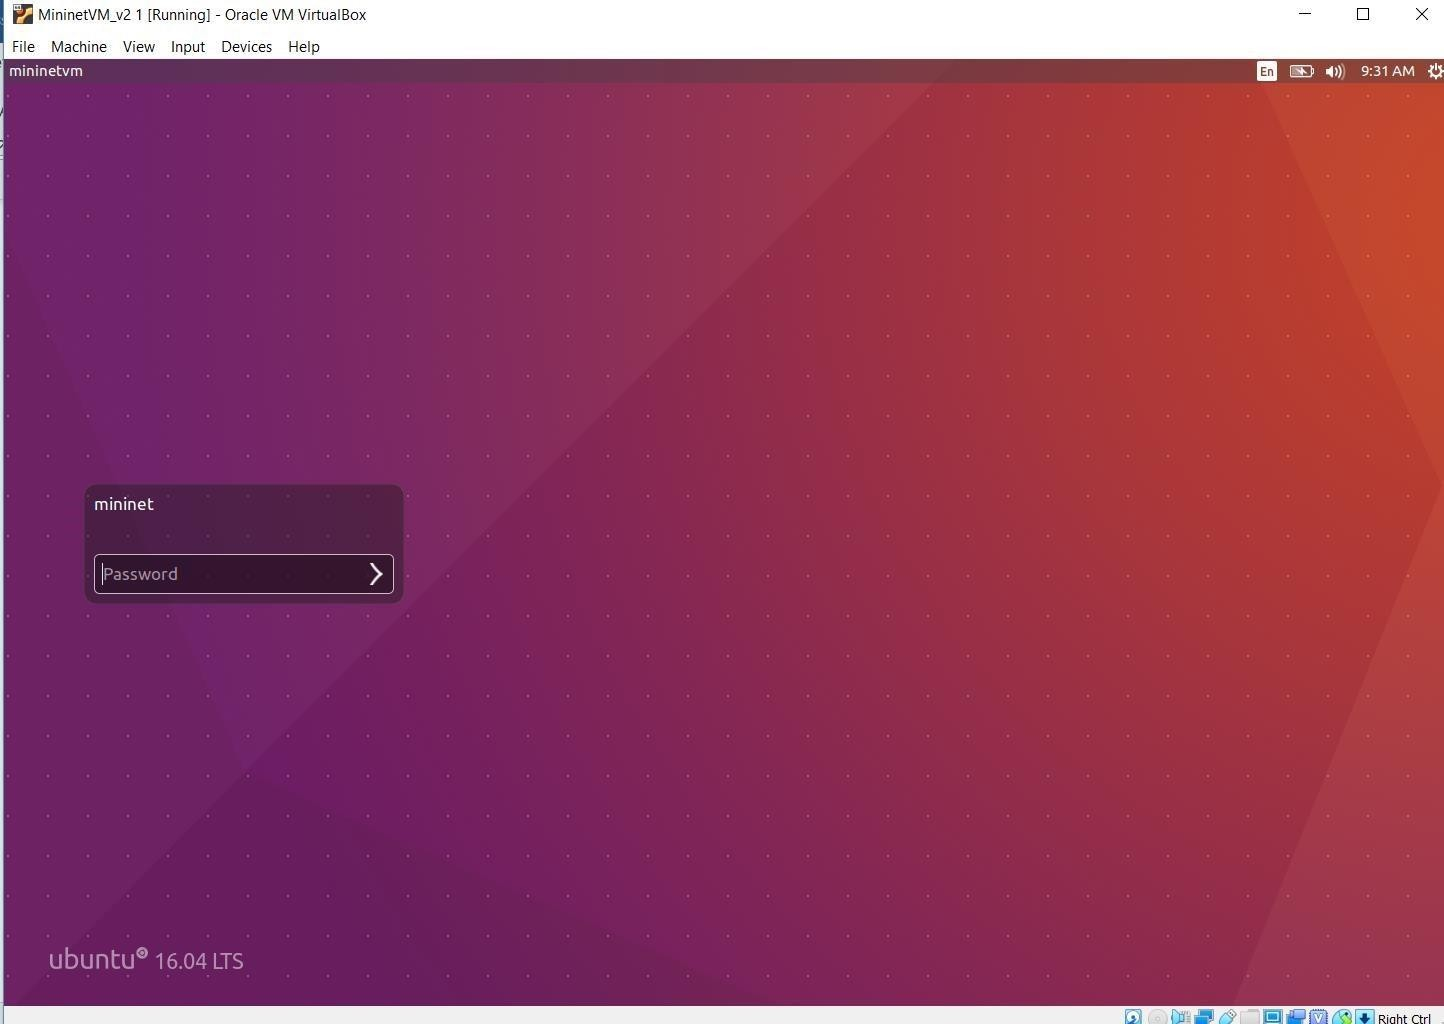 MininetVM_v2 1 [Running] - Oracle VM VirtualBox
File Machine View Input Devices Help
mininetvm En 9:31 AM
mininet
Password
ubuntu 16.04 LTS
Right Ctrl